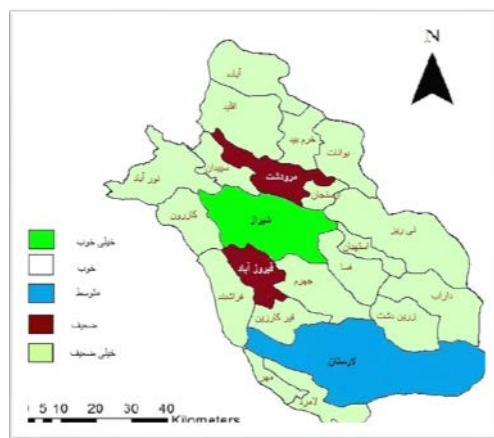 N
آباده
اقلید
خرم بید
بوانات
سپیدان
مرودشت
نور آباد
ارسنجان
شیراز
کازرون
نی ریز
استهبان
فسا
فیروز آباد
جهرم
داراب
فراشبند
زرین دشت
قیر کارزین
لارستان
مهر
لامرد
خیلی خوب
خوب
متوسط
ضعیف
خیلی ضعیف
0 5 10 20 30 40
Kilometers